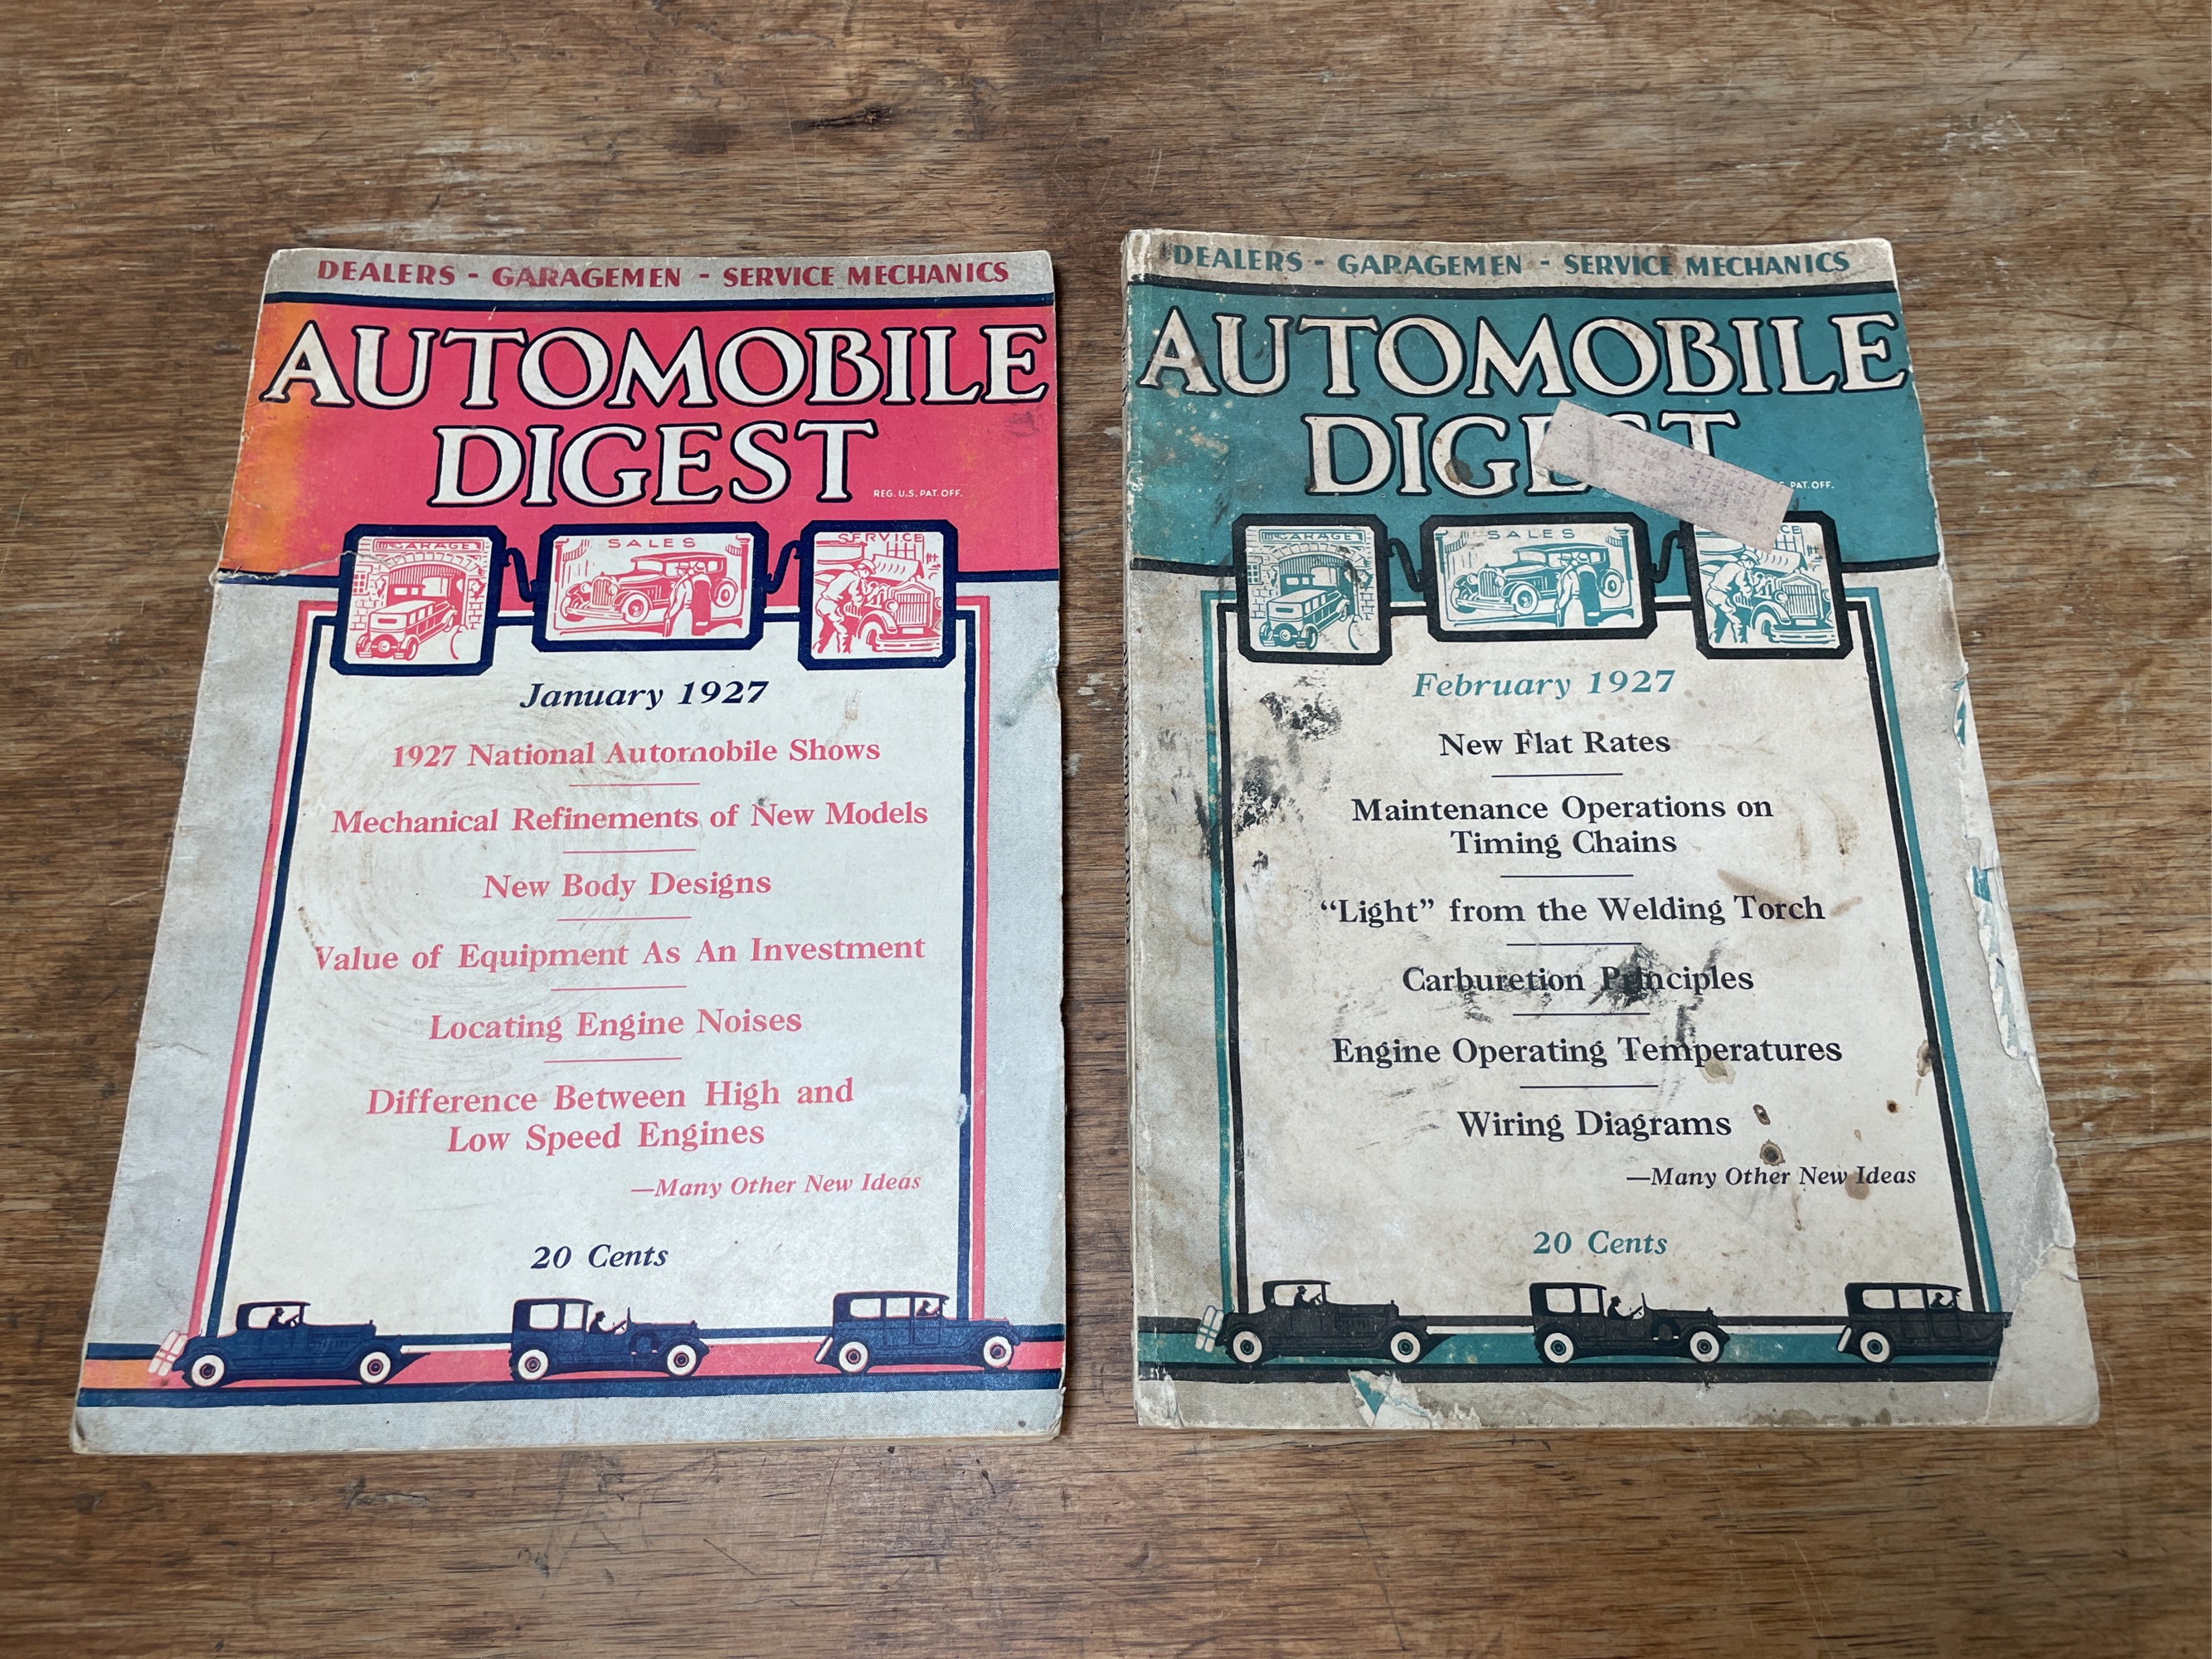 DEALERS - GARAGEMEN - SERVICE MECHANICS
AUTOMOBILE
DIGEST
REG. U.S. PAT. OFF.
GARAGE
SALES
SERVICE
January 1927
1927 National Automobile Shows
Mechanical Refinements of New Models
New Body Designs
Value of Equipment As An Investment
Locating Engine Noises
Difference Between High and
Low Speed Engines
—Many Other New Ideas
20 Cents
DEALERS - GARAGEMEN - SERVICE MECHANICS
AUTOMOBILE
DIGEST
PAT. OFF.
GARAGE
SALES
CE
February 1927
New Flat Rates
Maintenance Operations on
Timing Chains
“Light” from the Welding Torch
Carburetion Principles
Engine Operating Temperatures
Wiring Diagrams
—Many Other New Ideas
20 Cents